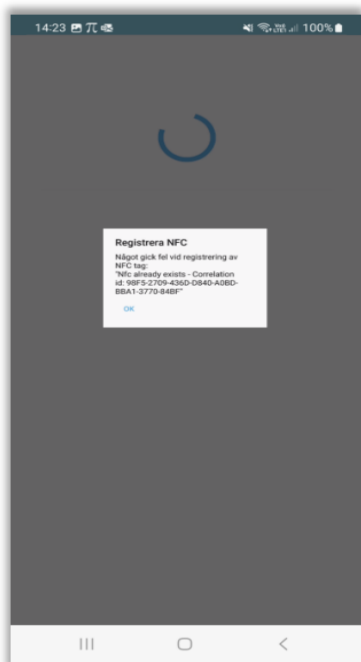 14:23
100%
Registrera NFC
Något gick fel vid registrering av
NFC tag:
"Nfc already exists - Correlation
id: 98F5-2709-436D-D840-A0BD-
BBA1-3770-84BF"
OK